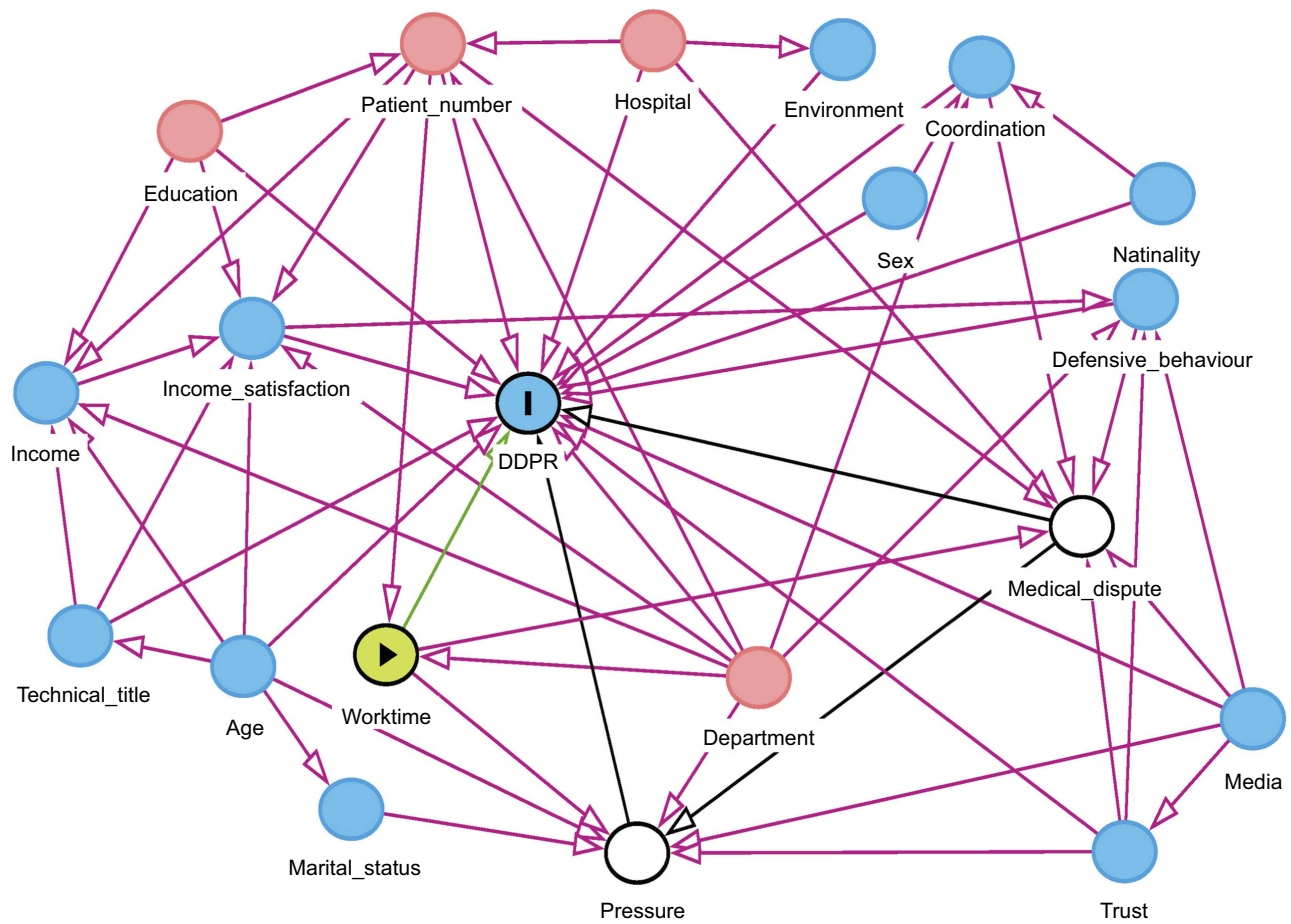 Patient_number
Hospital
Environment
Coordination
Education
Sex
Natinality
Income_satisfaction
Defensive_behaviour
Income
DDPR
I
Medical_dispute
Technical_title
Age
Worktime
Department
Media
Marital_status
Pressure
Trust